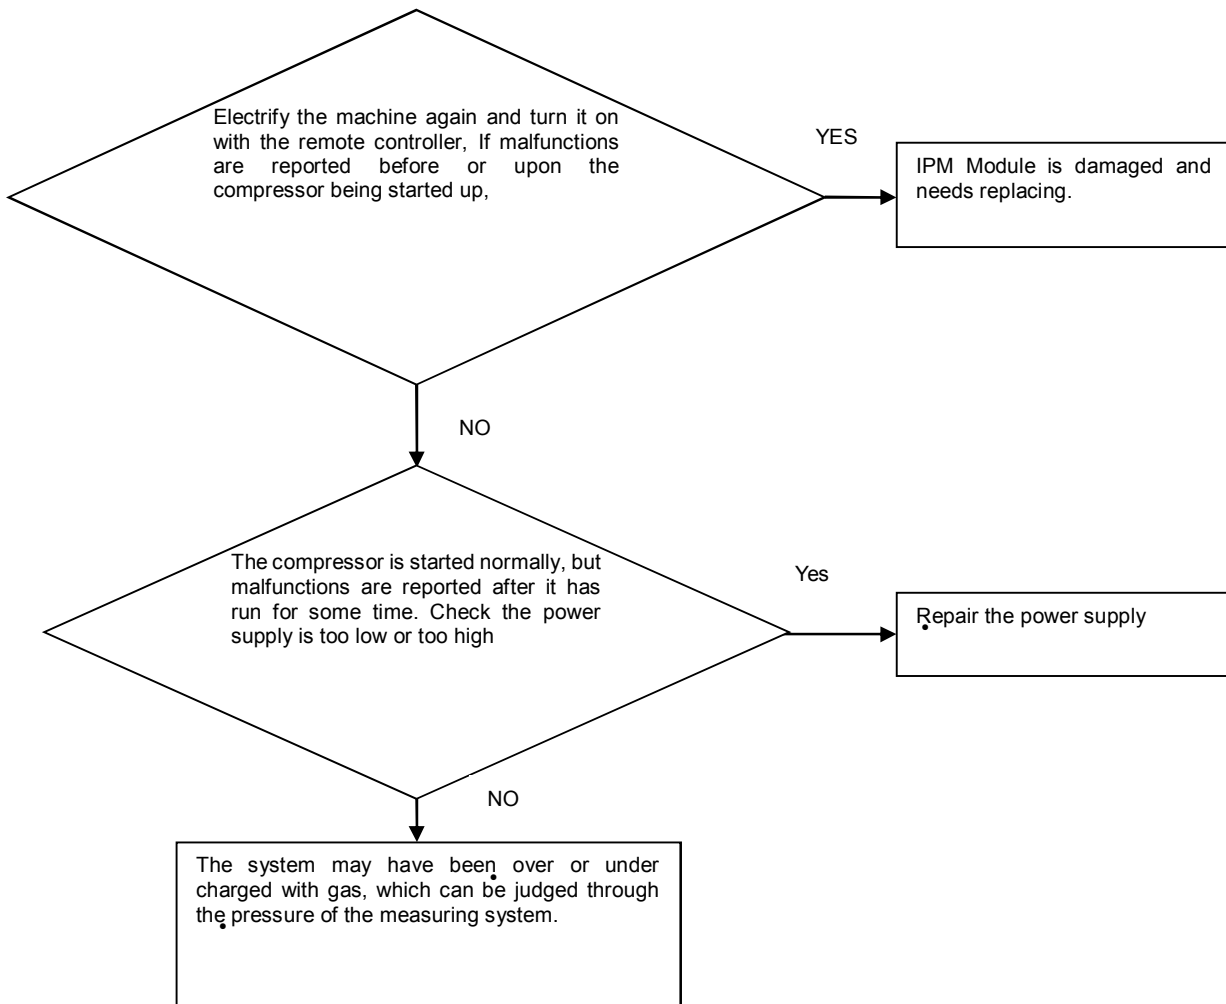 Electrify the machine again and turn it on
with the remote controller, If malfunctions
are reported before or upon the
compressor being started up,
YES
IPM Module is damaged and
needs replacing.
NO
The compressor is started normally, but
malfunctions are reported after it has
run for some time. Check the power
supply is too low or too high
Yes
Repair the power supply
NO
The system may have been over or under
charged with gas, which can be judged through
the pressure of the measuring system.